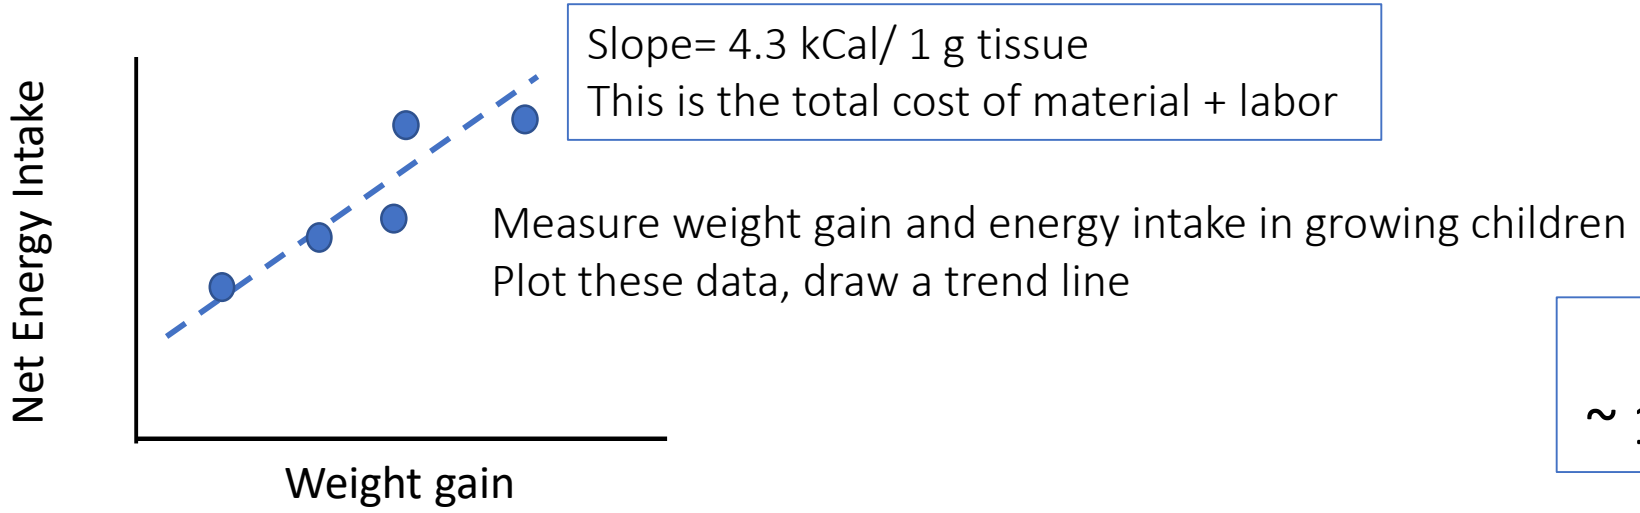 Slope= 4.3 kCal/ 1 g tissue
This is the total cost of material + labor
Net Energy Intake
Measure weight gain and energy intake in growing children
Plot these data, draw a trend line
~
Weight gain